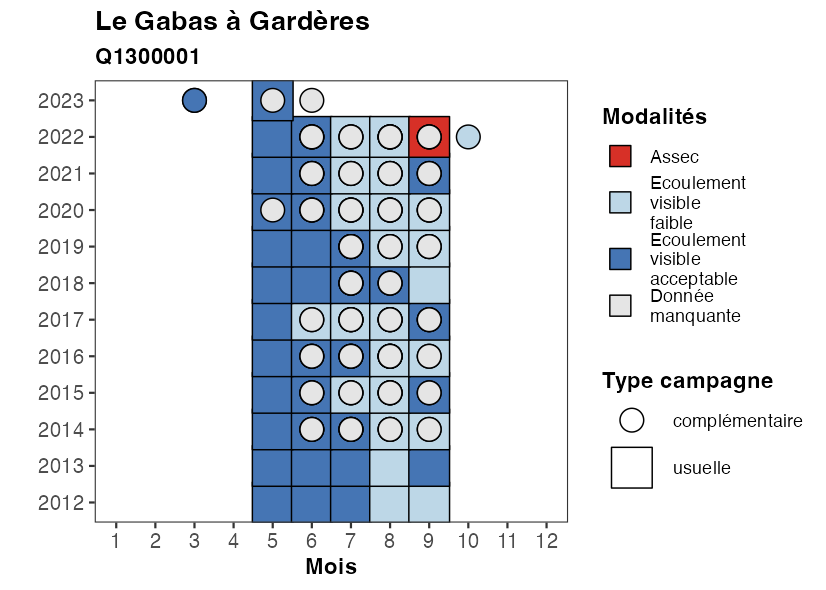 Le Gabas à Gardères
Q1300001
2023
2022
2021
2020
2019
2018
2017
2016
2015
2014
2013
2012
1 2 3 4 5 6 7 8 9 10 11 12
Mois
Modalités
Assec
Ecoulement
visible
faible
Ecoulement
visible
acceptable
Donnée
manquante
Type campagne
complémentaire
usuelle